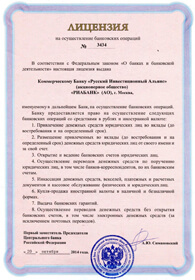 ЛИЦЕНЗИЯ
на осуществление банковских операций
№ 3434
В соответствии с Федеральным законом «О банках и банковской
деятельности» настоящая лицензия выдана
Коммерческому Банку «Русский Инвестиционный Альянс»
(акционерное общество)
«РИАБАНК» (АО), г. Москва,
именуемому в дальнейшем Банк, на осуществление банковских операций.
Банку предоставляется право на осуществление следующих
банковских операций со средствами в рублях и иностранной валюте:
1. Привлечение денежных средств юридических лиц во вклады (до
востребования и на определенный срок).
2. Размещение привлеченных во вклады (до востребования и на
определенный срок) денежных средств юридических лиц от своего имени
и за свой счет.
3. Открытие и ведение банковских счетов юридических лиц.
4. Осуществление переводов денежных средств по поручению
юридических лиц, в том числе банков-корреспондентов, по их банковским
счетам.
5. Инкассация денежных средств, векселей, платежных и расчетных
документов и кассовое обслуживание физических и юридических лиц.
6. Купля-продажа иностранной валюты в наличной и безналичной
формах.
7. Выдача банковских гарантий.
8. Осуществление переводов денежных средств без открытия
банковских счетов, в том числе электронных денежных средств (за
исключением почтовых переводов).
Первый заместитель Председателя
Центрального банка
Российской Федерации
А.Ю. Симановский
октября 2014 года